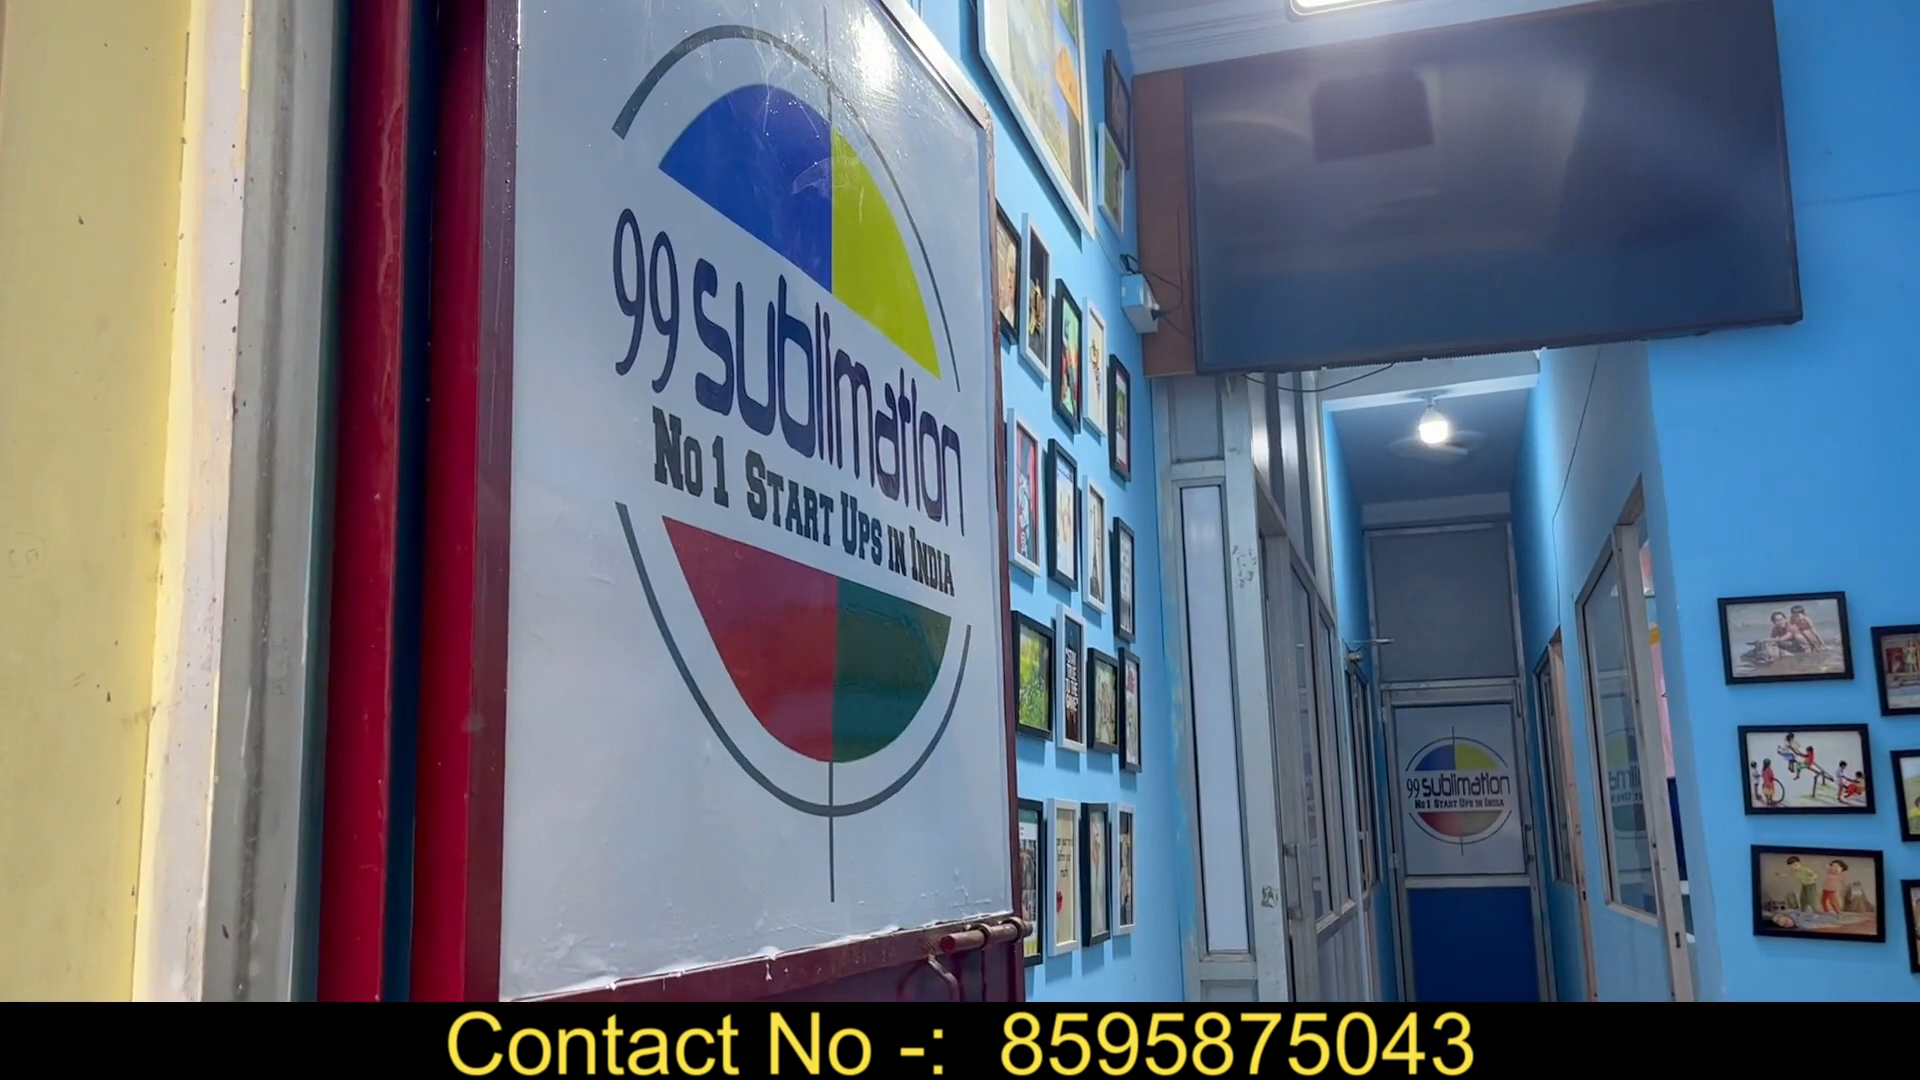 99 sublimation
No 1 Start Ups in India
99 sublimation
No 1 Start Ups in India
Contact No -: 8595875043